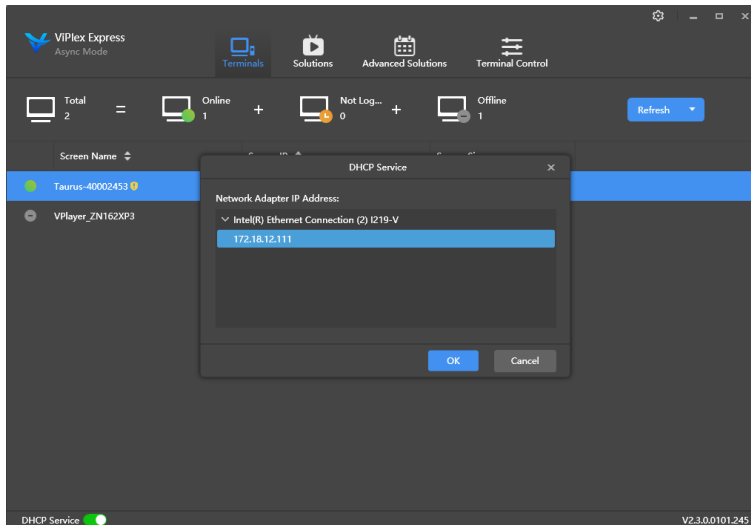 ViPlex Express
Async Mode
Terminals
Solutions
Advanced Solutions
Terminal Control
Total
2
=
Online
1
+
Not Log...
0
+
Offline
1
Refresh
Screen Name
DHCP Service
Taurus-40002453
VPlayer_ZN162XP3
Network Adapter IP Address:
Intel(R) Ethernet Connection (2) I219-V
172.18.12.111
OK
Cancel
DHCP Service
V2.3.0.0101.245